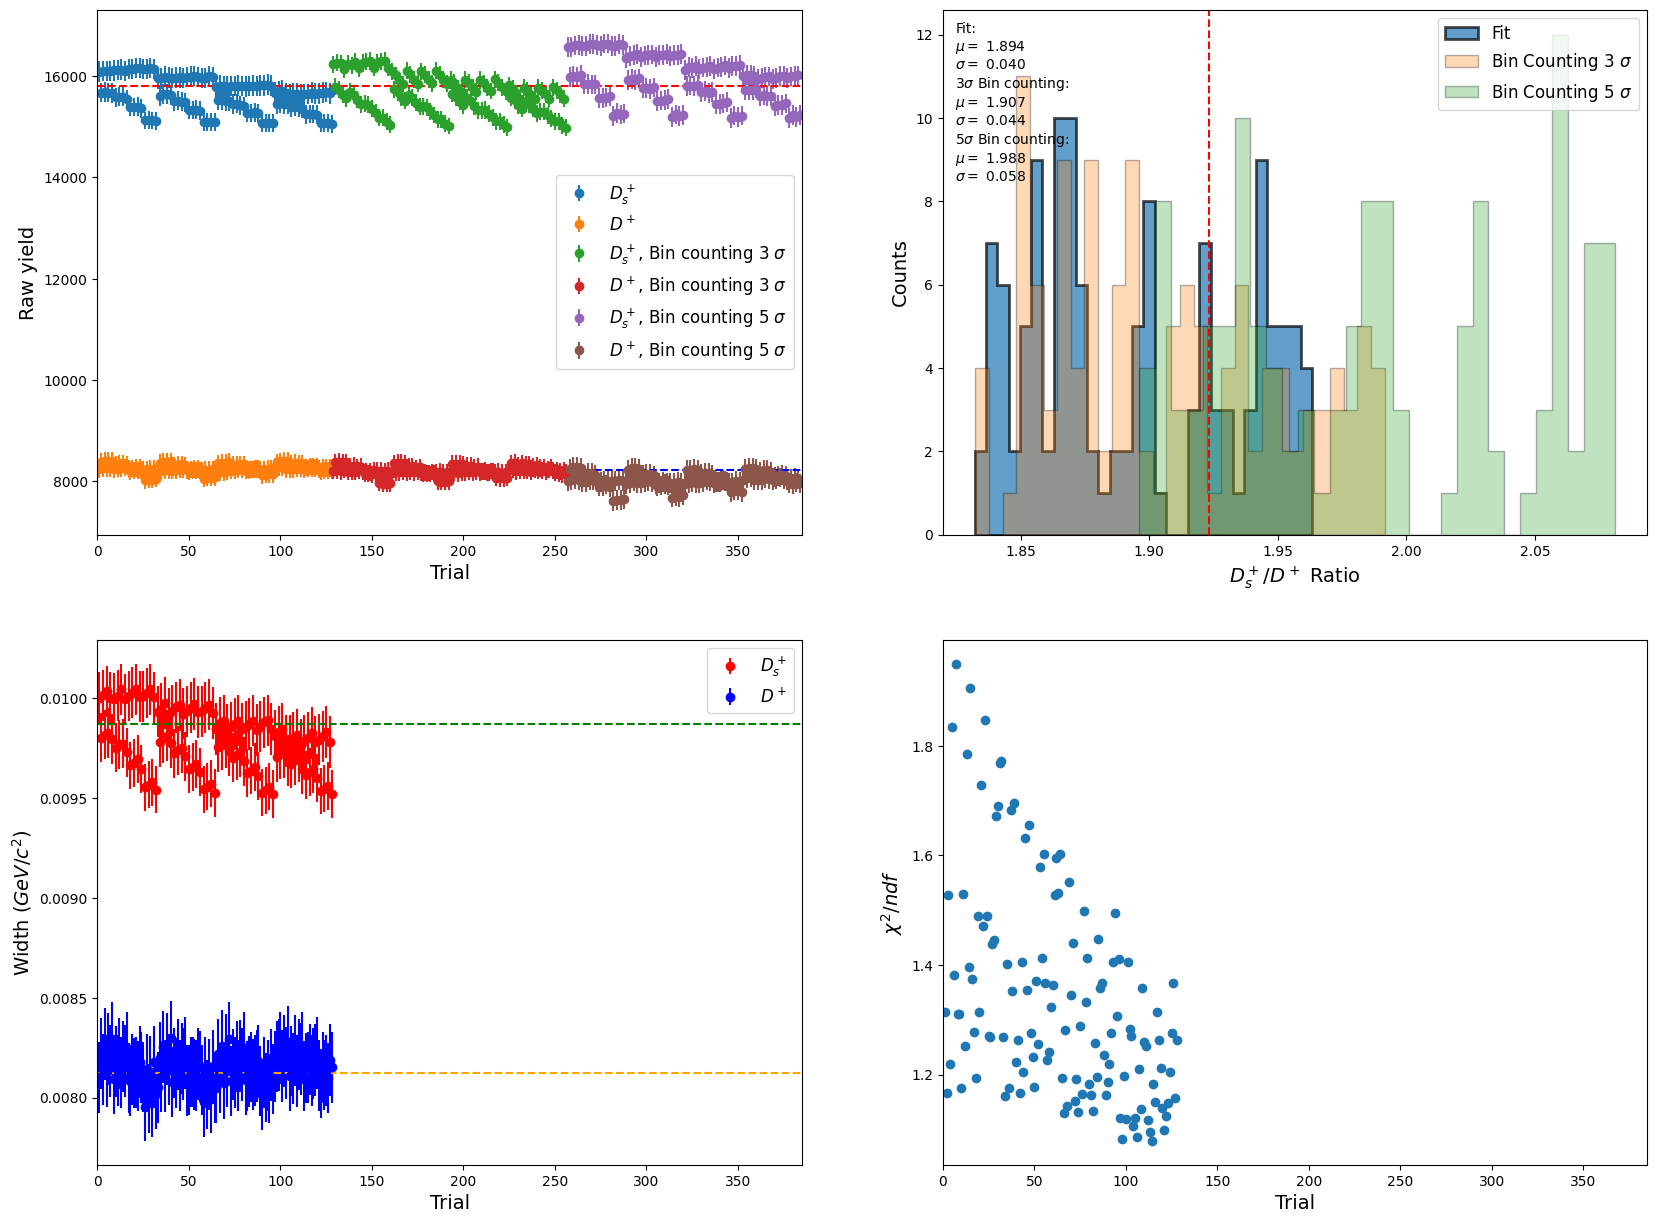 16000
14000
12000
10000
8000
Raw yield
0 50 100 150 200 250 300 350
Trial
$D_s^+$
$D^+$
$D_s^+$, Bin counting 3 σ
$D^+$, Bin counting 3 σ
$D_s^+$, Bin counting 5 σ
$D^+$, Bin counting 5 σ
12
10
8
6
4
2
0
Counts
Fit:
μ = 1.894
σ = 0.040
3σ Bin counting:
μ = 1.907
σ = 0.044
5σ Bin counting:
μ = 1.988
σ = 0.058
Fit
Bin Counting 3 σ
Bin Counting 5 σ
1.85 1.90 1.95 2.00 2.05
$D_s^+/D^+$ Ratio
0.0100
0.0095
0.0090
0.0085
0.0080
Width ($GeV/c^2$)
$D_s^+$
$D^+$
0 50 100 150 200 250 300 350
Trial
1.8
1.6
1.4
1.2
$χ^2/ndf$
0 50 100 150 200 250 300 350
Trial